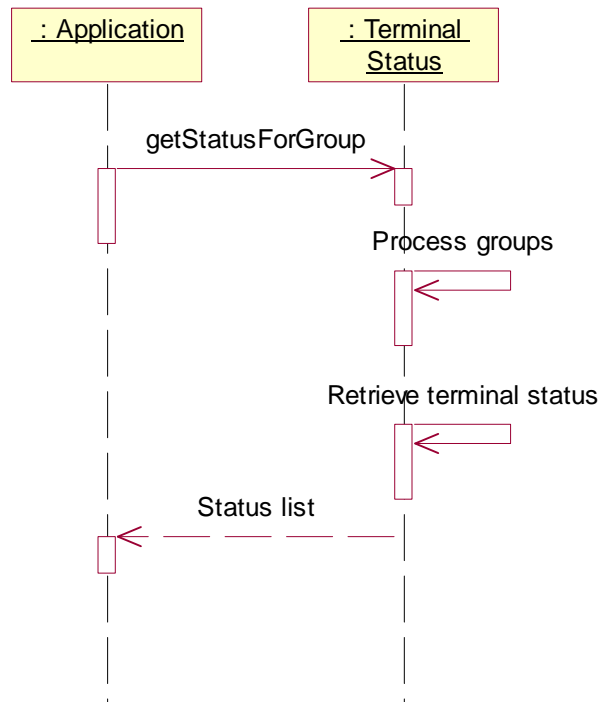 : Application
: Terminal
Status
getStatusForGroup
Process groups
Retrieve terminal status
Status list